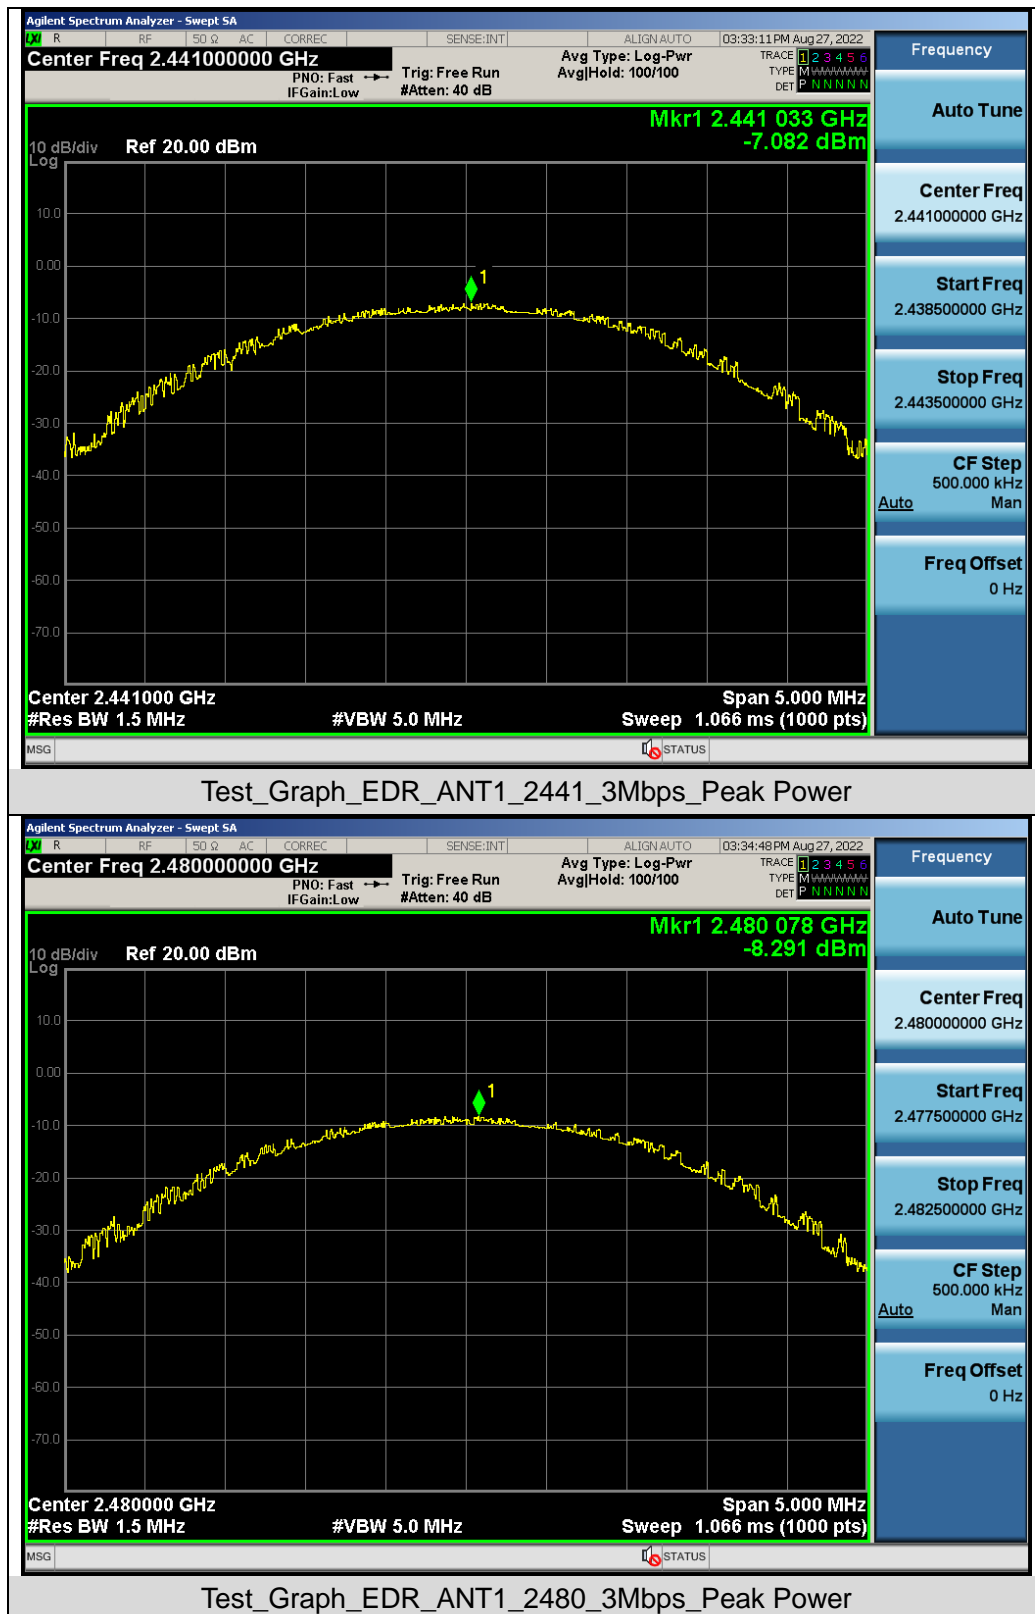 Agilent Spectrum Analyzer - Swept SA
LXI R RF 50 Ω AC CORREC SENSE:INT ALIGN AUTO 03:33:11 PM Aug 27, 2022
Center Freq 2.441000000 GHz
PNO: Fast
IFGain:Low
Trig: Free Run
#Atten: 40 dB
Avg Type: Log-Pwr
Avg|Hold: 100/100
TRACE 1 2 3 4 5 6
TYPE M WWWWW
DET P N N N N N
Mkr1 2.441 033 GHz
-7.082 dBm
10 dB/div Ref 20.00 dBm
Log
10.0
0.00
1
-10.0
-20.0
-30.0
-40.0
-50.0
-60.0
-70.0
Center 2.441000 GHz Span 5.000 MHz
#Res BW 1.5 MHz #VBW 5.0 MHz Sweep 1.066 ms (1000 pts)
MSG STATUS
Frequency
Auto Tune
Center Freq
2.441000000 GHz
Start Freq
2.438500000 GHz
Stop Freq
2.443500000 GHz
CF Step
500.000 kHz
Auto Man
Freq Offset
0 Hz
Test_Graph_EDR_ANT1_2441_3Mbps_Peak Power
Agilent Spectrum Analyzer - Swept SA
LXI R RF 50 Ω AC CORREC SENSE:INT ALIGN AUTO 03:34:48 PM Aug 27, 2022
Center Freq 2.480000000 GHz
PNO: Fast
IFGain:Low
Trig: Free Run
#Atten: 40 dB
Avg Type: Log-Pwr
Avg|Hold: 100/100
TRACE 1 2 3 4 5 6
TYPE M WWWWW
DET P N N N N N
Mkr1 2.480 078 GHz
-8.291 dBm
10 dB/div Ref 20.00 dBm
Log
10.0
0.00
1
-10.0
-20.0
-30.0
-40.0
-50.0
-60.0
-70.0
Center 2.480000 GHz Span 5.000 MHz
#Res BW 1.5 MHz #VBW 5.0 MHz Sweep 1.066 ms (1000 pts)
MSG STATUS
Frequency
Auto Tune
Center Freq
2.480000000 GHz
Start Freq
2.477500000 GHz
Stop Freq
2.482500000 GHz
CF Step
500.000 kHz
Auto Man
Freq Offset
0 Hz
Test_Graph_EDR_ANT1_2480_3Mbps_Peak Power